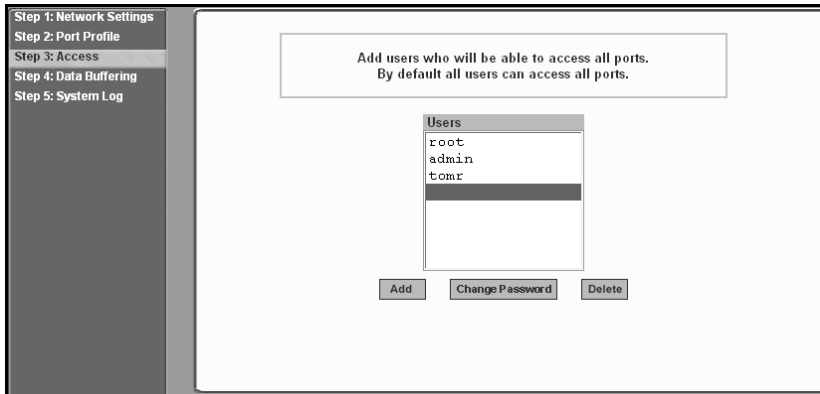 Step 1: Network Settings
Step 2: Port Profile
Step 3: Access
Step 4: Data Buffering
Step 5: System Log
Add users who will be able to access all ports.
By default all users can access all ports.
Users
root
admin
tomr
Add
Change Password
Delete